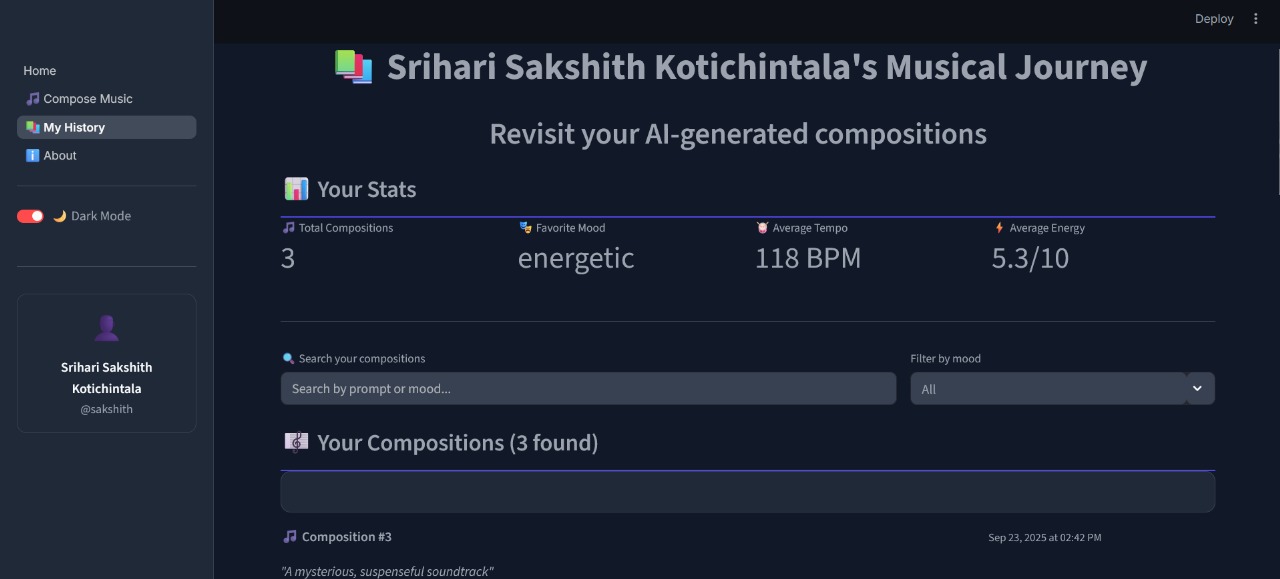 Deploy
Home
Compose Music
My History
About
Dark Mode
Srihari Sakshith
Kotichintala
@sakshith
Srihari Sakshith Kotichintala's Musical Journey
Revisit your AI-generated compositions
Your Stats
Total Compositions
3
Favorite Mood
energetic
Average Tempo
118 BPM
Average Energy
5.3/10
Search your compositions
Search by prompt or mood...
Filter by mood
All
Your Compositions (3 found)
Composition #3
Sep 23, 2025 at 02:42 PM
"A mysterious, suspenseful soundtrack"